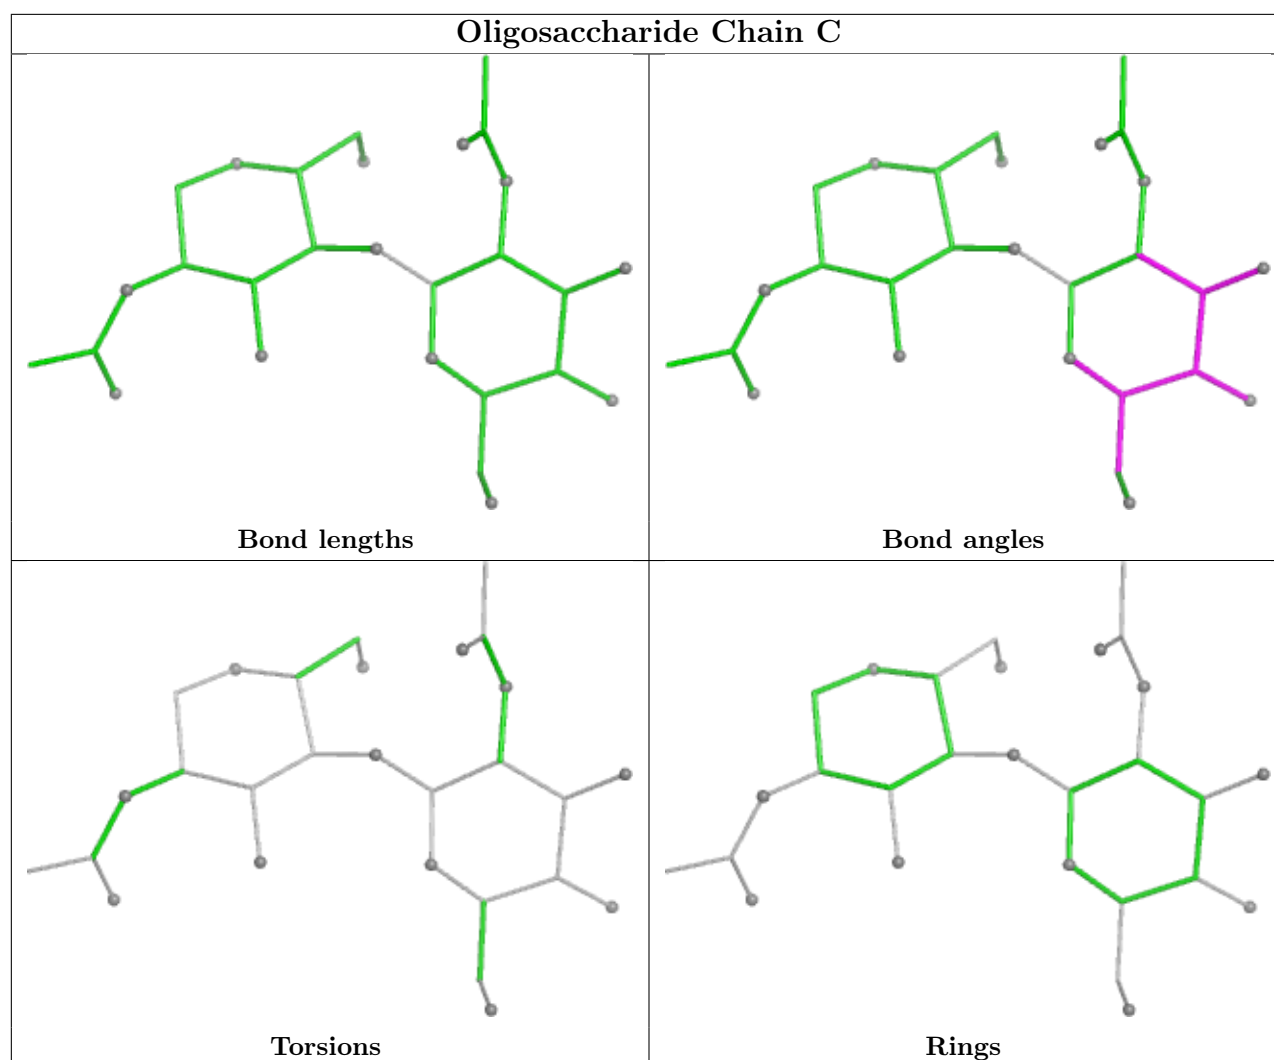 Oligosaccharide Chain C
Bond lengths
Bond angles
Torsions
Rings